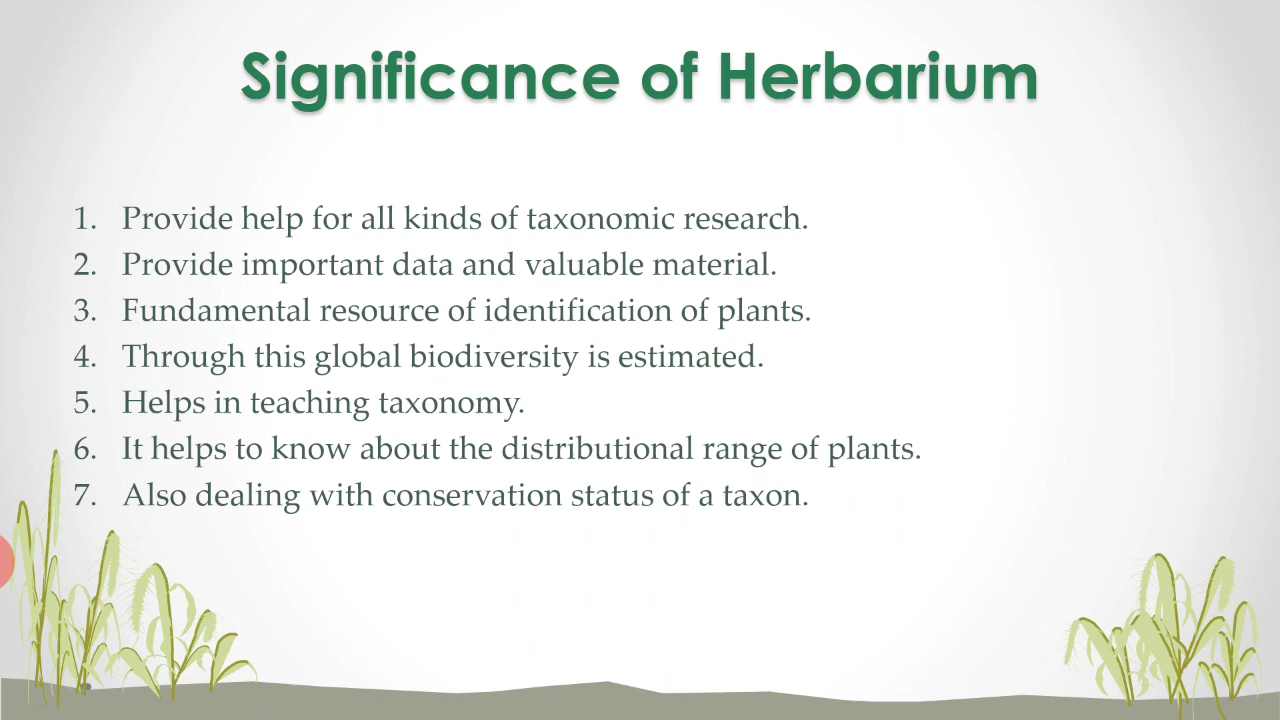 Significance of Herbarium
1. Provide help for all kinds of taxonomic research.
2. Provide important data and valuable material.
3. Fundamental resource of identification of plants.
4. Through this global biodiversity is estimated.
5. Helps in teaching taxonomy.
6. It helps to know about the distributional range of plants.
7. Also dealing with conservation status of a taxon.